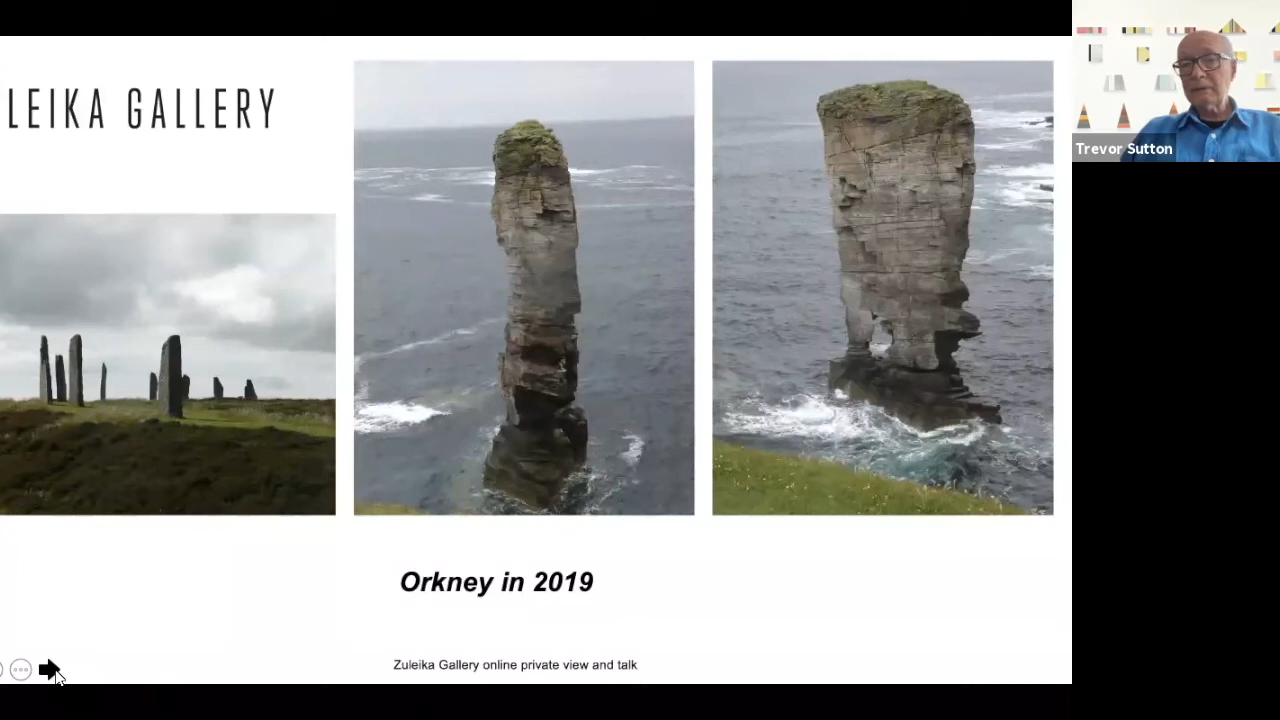 LEIKA GALLERY
Trevor Sutton
Orkney in 2019
Zuleika Gallery online private view and talk